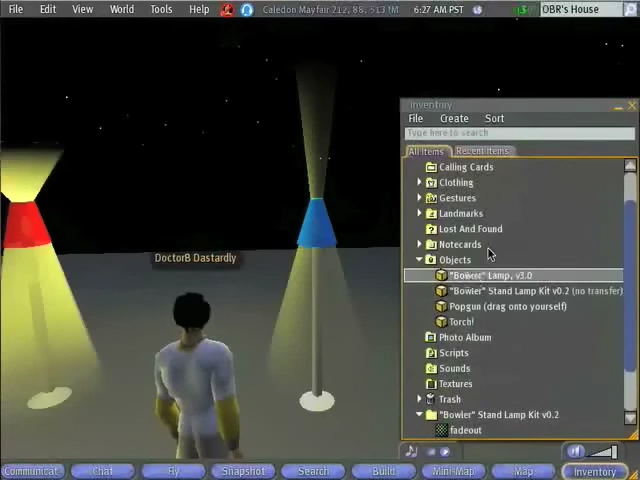 File Edit View World Tools Help Caledon Mayfair 212, 88, 513 (M) 6:27 AM PST OBR's House
Inventory
File Create Sort
Type here to search
All Items Recent Items
Calling Cards
Clothing
Gestures
Landmarks
Lost And Found
Notecards
Objects
"Bowler" Lamp, v3.0
"Bowler" Stand Lamp Kit v0.2 (no transfer)
Popgun (drag onto yourself)
Torch!
Photo Album
Scripts
Sounds
Textures
Trash
"Bowler" Stand Lamp Kit v0.2
fadeout
DoctorB Dastardly
Communicat Chat Fly Snapshot Search Build Mini-Map Map Inventory